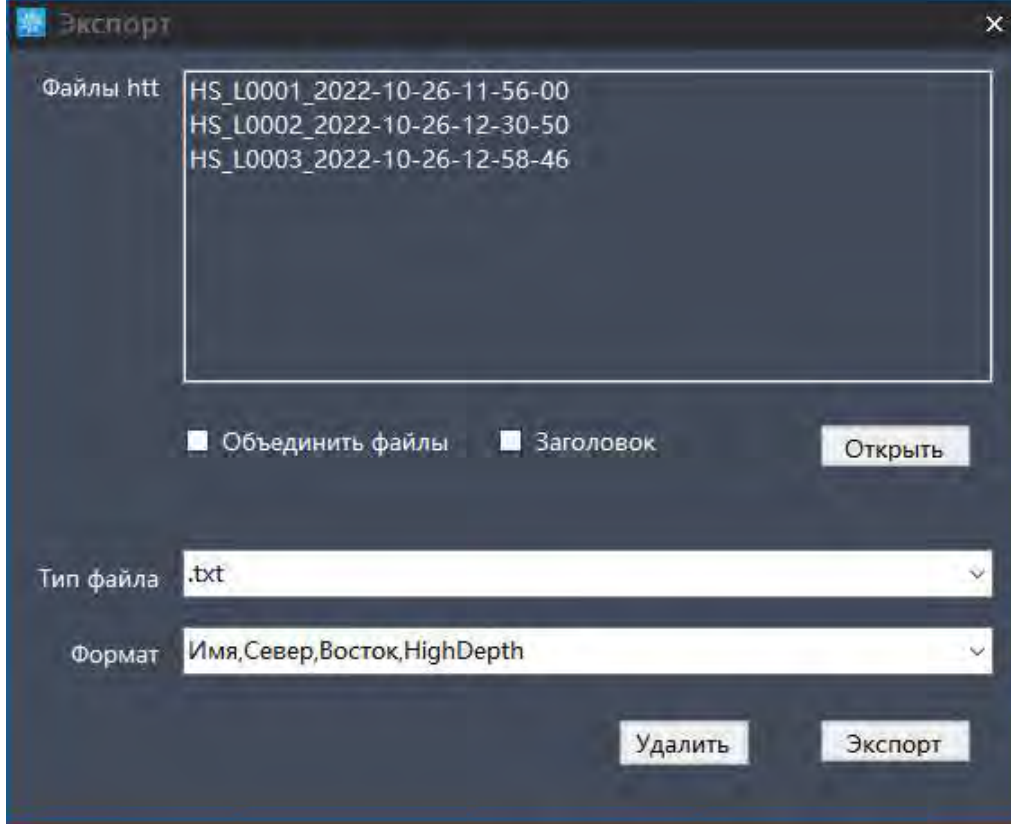 Экспорт
Файлы htt
HS_L0001_2022-10-26-11-56-00
HS_L0002_2022-10-26-12-30-50
HS_L0003_2022-10-26-12-58-46
Объединить файлы Заголовок Открыть
Тип файла .txt
Формат Имя,Север,Восток,HighDepth
Удалить Экспорт